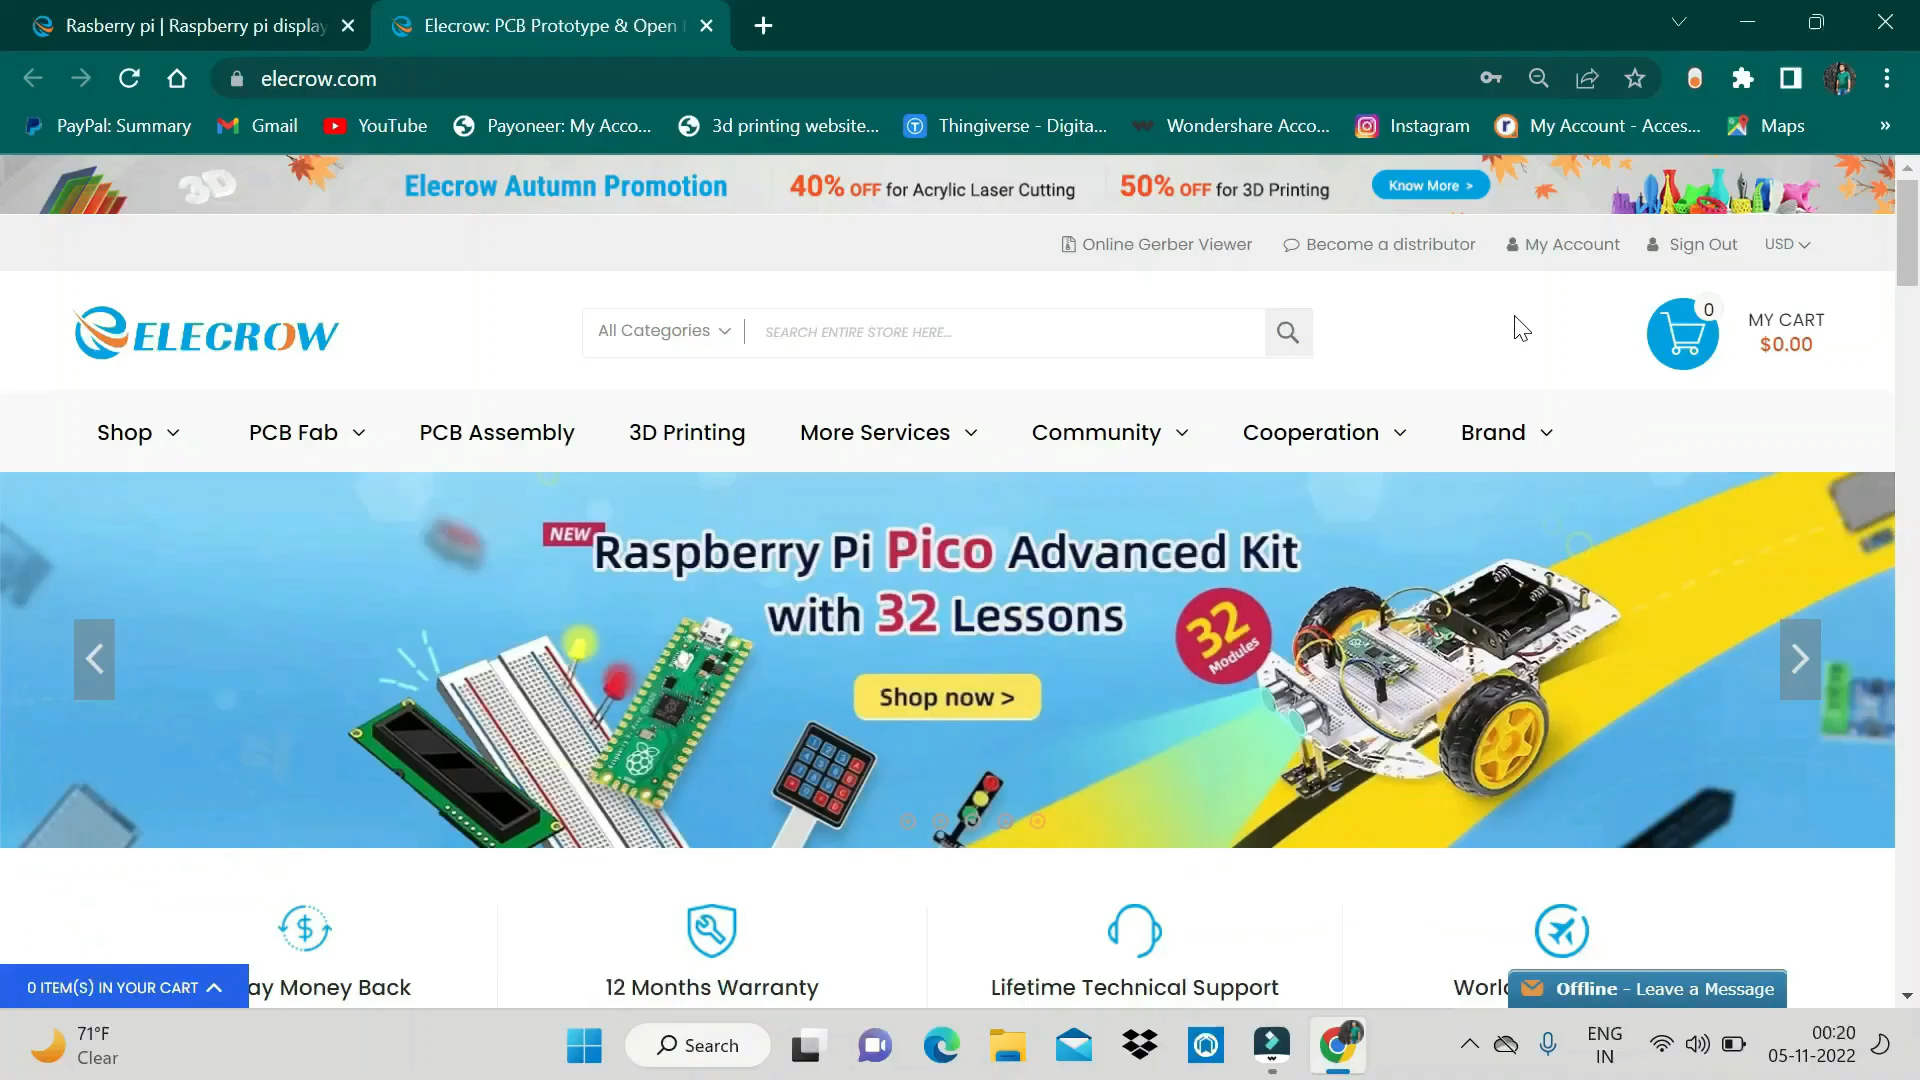 Rasberry pi | Raspberry pi display
Elecrow: PCB Prototype & Open
elecrow.com
PayPal: Summary
Gmail
YouTube
Payoneer: My Acco...
3d printing website...
Thingiverse - Digita...
Wondershare Acco...
Instagram
My Account - Acces...
Maps
»
3D
Elecrow Autumn Promotion
40% OFF for Acrylic Laser Cutting
50% OFF for 3D Printing
Know More >
Online Gerber Viewer
Become a distributor
My Account
Sign Out
USD
ELECROW
All Categories
SEARCH ENTIRE STORE HERE...
0
MY CART
$0.00
Shop
PCB Fab
PCB Assembly
3D Printing
More Services
Community
Cooperation
Brand
NEW
Raspberry Pi Pico Advanced Kit
with 32 Lessons
32
Modules
Shop now >
0 ITEM(S) IN YOUR CART
ay Money Back
12 Months Warranty
Lifetime Technical Support
Worl
Offline - Leave a Message
71°F
Clear
Search
ENG
IN
00:20
05-11-2022